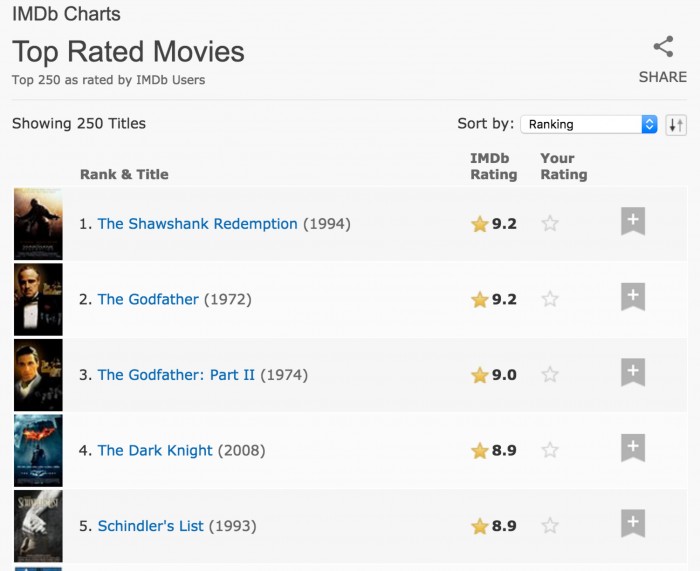 IMDb Charts
Top Rated Movies
Top 250 as rated by IMDb Users
SHARE
Showing 250 Titles
Sort by: Ranking
Rank & Title
IMDb Rating
Your Rating
1. The Shawshank Redemption (1994) 9.2
2. The Godfather (1972) 9.2
3. The Godfather: Part II (1974) 9.0
4. The Dark Knight (2008) 8.9
5. Schindler's List (1993) 8.9